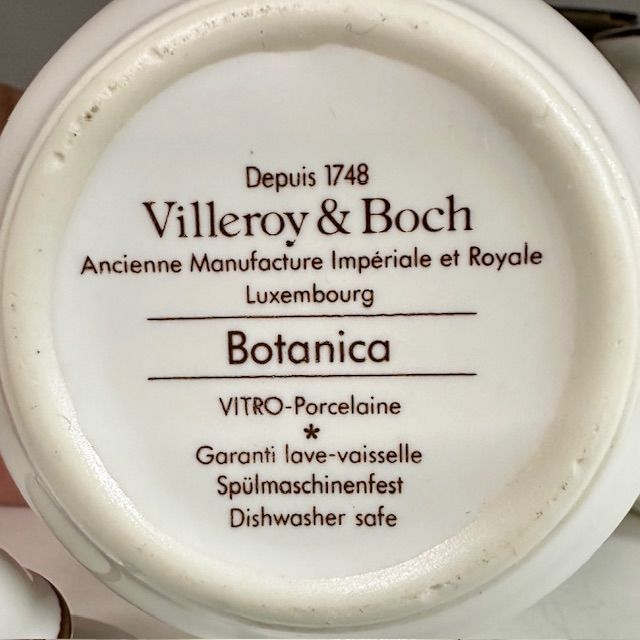 Depuis 1748
Villeroy & Boch
Ancienne Manufacture Impériale et Royale
Luxembourg
Botanica
VITRO-Porcelaine
*
Garanti lave-vaisselle
Spülmaschinenfest
Dishwasher safe